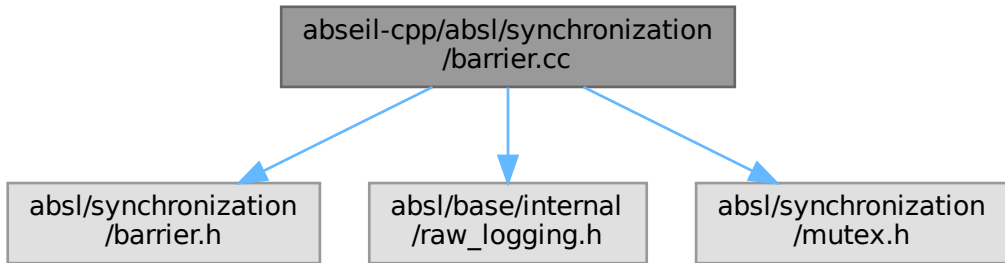 abseil-cpp/absl/synchronization
/barrier.cc
absl/synchronization
/barrier.h
absl/base/internal
/raw_logging.h
absl/synchronization
/mutex.h